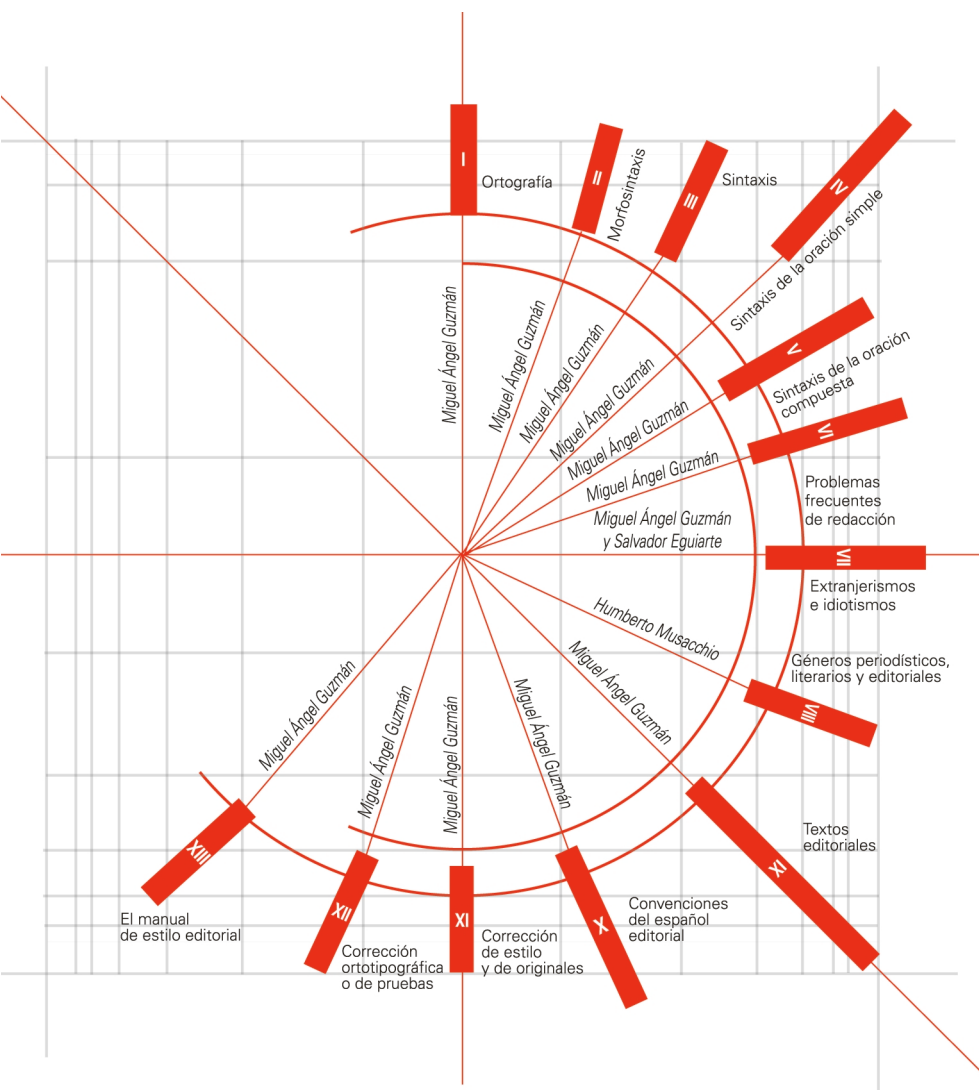 I
Ortografía
Miguel Ángel Guzmán
II
Morfosintaxis
Miguel Ángel Guzmán
III
Sintaxis
Miguel Ángel Guzmán
IV
Sintaxis de la oración simple
Miguel Ángel Guzmán
V
Sintaxis de la oración
compuesta
Miguel Ángel Guzmán
VI
Problemas
frecuentes
de redacción
Miguel Ángel Guzmán
VII
Extranjerismos
e idiotismos
Miguel Ángel Guzmán
y Salvador Eguiarte
VIII
Géneros periodísticos,
literarios y editoriales
Humberto Musacchio
IX
Textos
editoriales
Miguel Ángel Guzmán
X
Convenciones
del español
editorial
Miguel Ángel Guzmán
XI
Corrección
de estilo
y de originales
Miguel Ángel Guzmán
XII
Corrección
ortotipográfica
o de pruebas
Miguel Ángel Guzmán
XIII
El manual
de estilo editorial
Miguel Ángel Guzmán